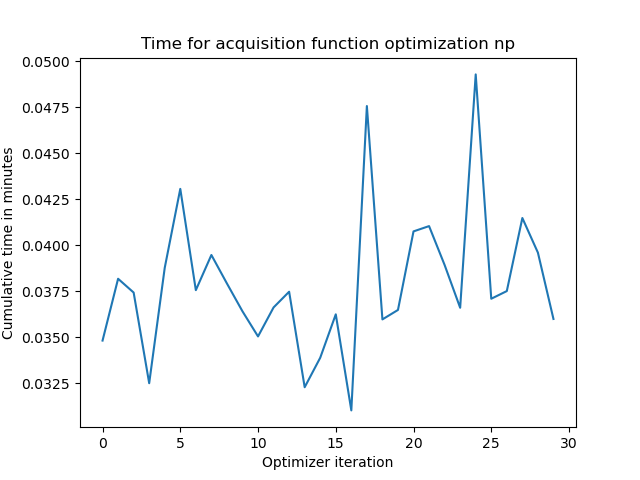 Time for acquisition function optimization np
Cumulative time in minutes
0.0500
0.0475
0.0450
0.0425
0.0400
0.0375
0.0350
0.0325
0 5 10 15 20 25 30
Optimizer iteration